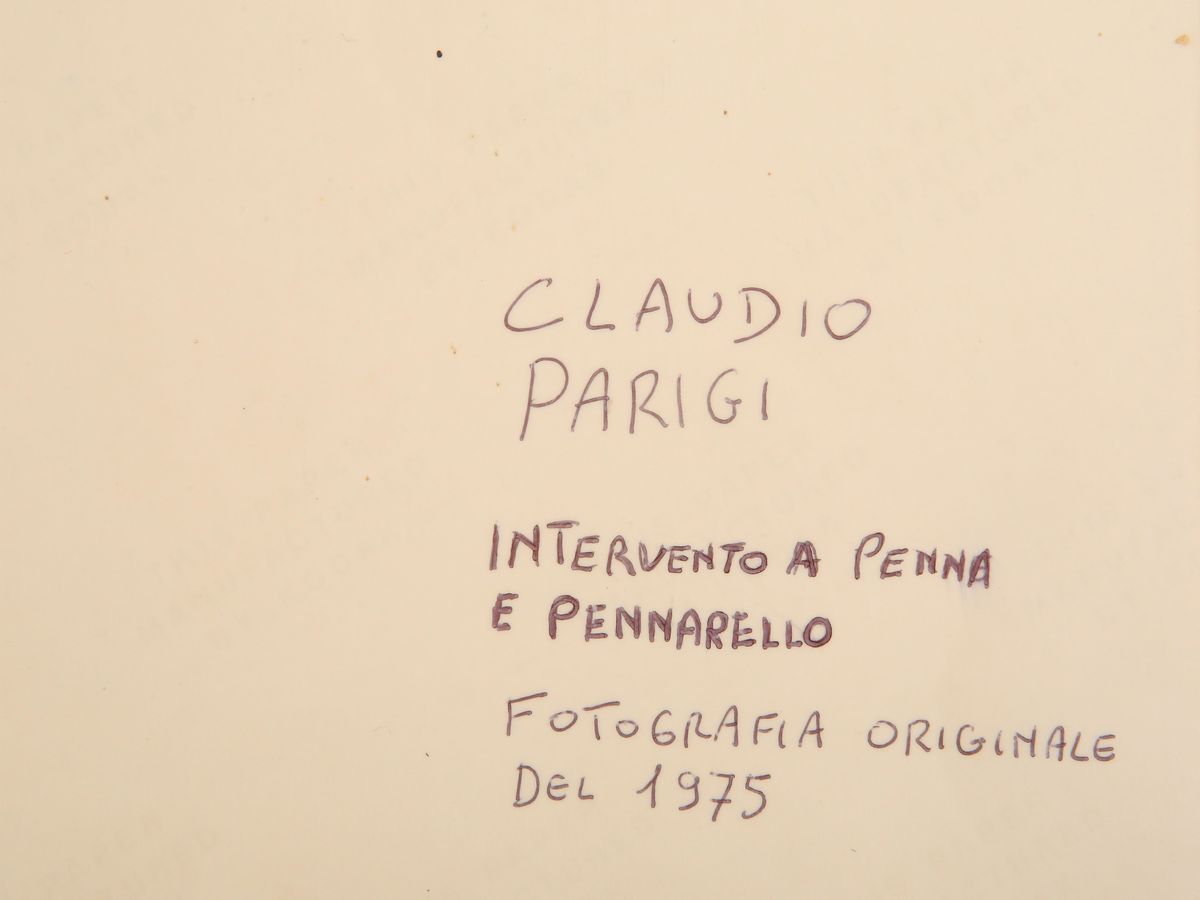 CLAUDIO
PARIGI
INTERVENTO A PENNA
E PENNARELLO
FOTOGRAFIA ORIGINALE
DEL 1975